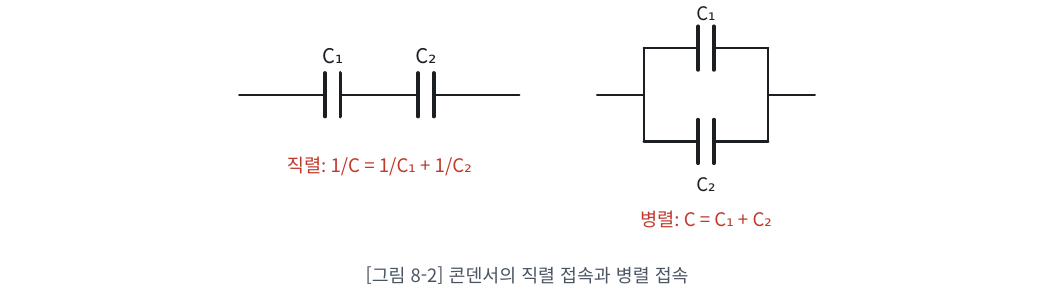 C₁ C₂
직렬: 1/C = 1/C₁ + 1/C₂
C₁
C₂
병렬: C = C₁ + C₂
[그림 8-2] 콘덴서의 직렬 접속과 병렬 접속